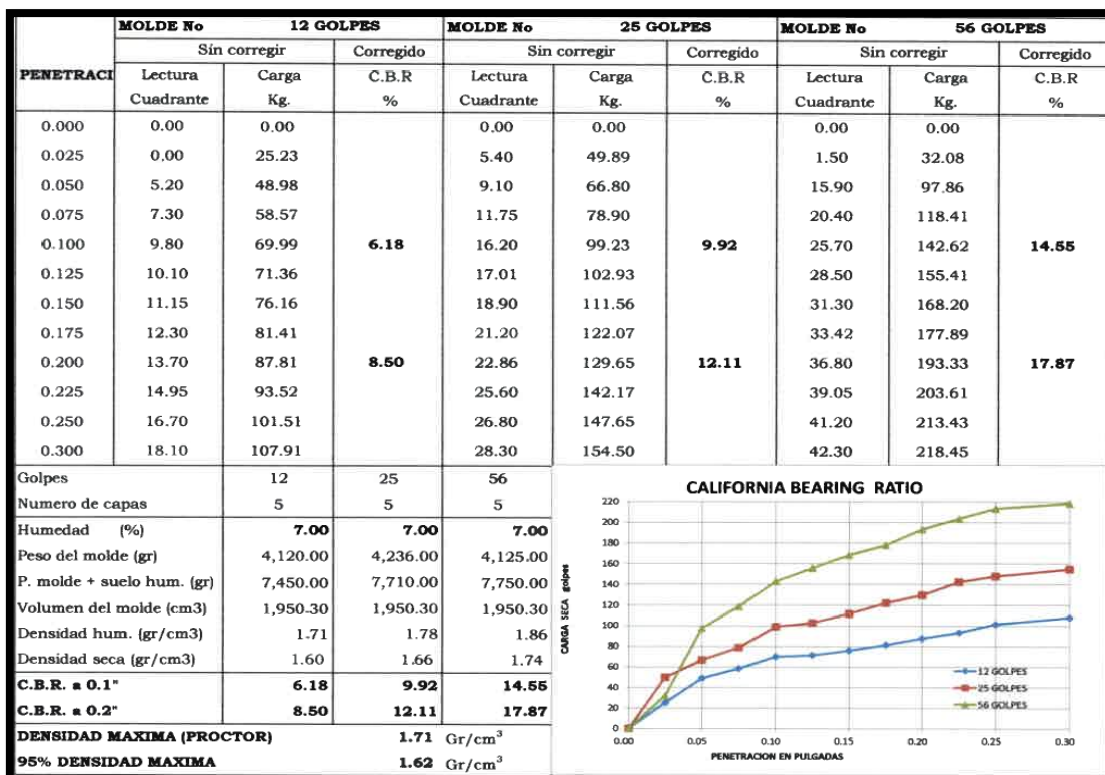 MOLDE No 12 GOLPES MOLDE No 25 GOLPES MOLDE No 56 GOLPES
Sin corregir Corregido Sin corregir Corregido Sin corregir Corregido
PENETRACI Lectura Carga C.B.R Lectura Carga C.B.R Lectura Carga C.B.R
Cuadrante Kg. % Cuadrante Kg. % Cuadrante Kg. %
0.000 0.00 0.00 0.00 0.00 0.00 0.00
0.025 0.00 25.23 5.40 49.89 1.50 32.08
0.050 5.20 48.98 9.10 66.80 15.90 97.86
0.075 7.30 58.57 11.75 78.90 20.40 118.41
0.100 9.80 69.99 6.18 16.20 99.23 9.92 25.70 142.62 14.55
0.125 10.10 71.36 17.01 102.93 28.50 155.41
0.150 11.15 76.16 18.90 111.56 31.30 168.20
0.175 12.30 81.41 21.20 122.07 33.42 177.89
0.200 13.70 87.81 8.50 22.86 129.65 12.11 36.80 193.33 17.87
0.225 14.95 93.52 25.60 142.17 39.05 203.61
0.250 16.70 101.51 26.80 147.65 41.20 213.43
0.300 18.10 107.91 28.30 154.50 42.30 218.45
Golpes 12 25 56
Numero de capas 5 5 5
Humedad (%) 7.00 7.00 7.00
Peso del molde (gr) 4,120.00 4,236.00 4,125.00
P. molde + suelo hum. (gr) 7,450.00 7,710.00 7,750.00
Volumen del molde (cm3) 1,950.30 1,950.30 1,950.30
Densidad hum. (gr/cm3) 1.71 1.78 1.86
Densidad seca (gr/cm3) 1.60 1.66 1.74
C.B.R. a 0.1" 6.18 9.92 14.55
C.B.R. a 0.2" 8.50 12.11 17.87
DENSIDAD MAXIMA (PROCTOR) 1.71 Gr/cm³
95% DENSIDAD MAXIMA 1.62 Gr/cm³
CALIFORNIA BEARING RATIO
CARGA SECA golpes
220
200
180
160
140
120
100
80
60
40
20
0
12 GOLPES
25 GOLPES
56 GOLPES
0.00 0.05 0.10 0.15 0.20 0.25 0.30
PENETRACION EN PULGADAS